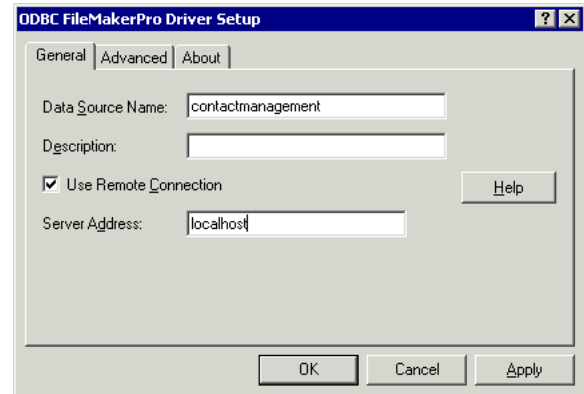 ODBC FileMakerPro Driver Setup
General Advanced About
Data Source Name: contactmanagement
Description:
Use Remote Connection
Help
Server Address: localhost
OK Cancel Apply